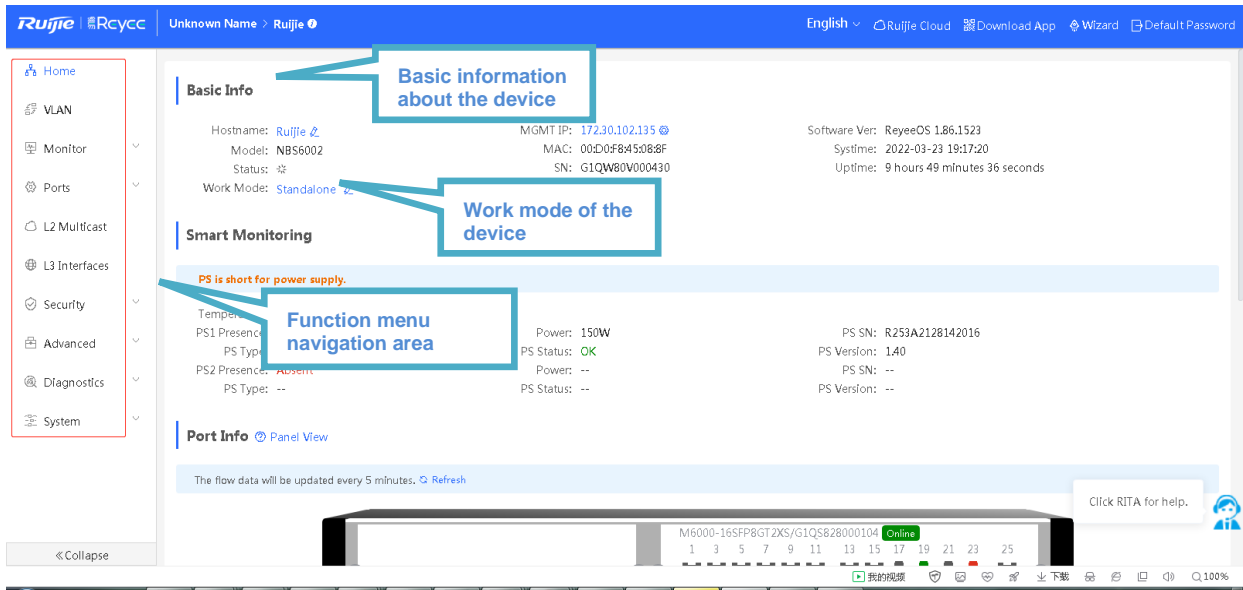 Ruijie Rcycc Unknown Name > Ruijie English Ruijie Cloud Download App Wizard Default Password
Home
VLAN
Monitor
Ports
L2 Multicast
L3 Interfaces
Security
Advanced
Diagnostics
System
«Collapse
Basic Info
Basic information
about the device
Hostname: Ruijie MGMT IP: 172.30.102.135 Software Ver: ReyeeOS 1.86.1523
Model: NBS6002 MAC: 00:D0:F8:45:08:8F Systime: 2022-03-23 19:17:20
Status: SN: G1QW80V000430 Uptime: 9 hours 49 minutes 36 seconds
Work Mode: Standalone
Work mode of the
device
Smart Monitoring
PS is short for power supply.
Function menu
navigation area
PS1 Presence Power: 150W PS SN: R253A2128142016
PS Typ PS Status: OK PS Version: 1.40
PS2 Presence: Absent Power: -- PS SN: --
PS Type: -- PS Status: -- PS Version: --
Port Info Panel View
The flow data will be updated every 5 minutes. Refresh
Click RITA for help.
M6000-16SFP8GT2XS/G1QS828000104 Online
1 3 5 7 9 11 13 15 17 19 21 23 25
我的视频 下载 100%